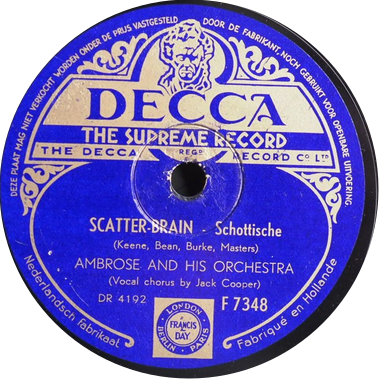 DEZE PLAAT MAG NIET VERKOCHT WORDEN ONDER DE PRIJS VASTGESTELD DOOR DE FABRIKANT NOCH GEBRUIKT VOOR OPENBARE UITVOERING
DECCA
THE SUPREME RECORD
THE DECCA REGD RECORD CO LTD
SCATTER-BRAIN - Schottische
(Keene, Bean, Burke, Masters)
AMBROSE AND HIS ORCHESTRA
(Vocal chorus by Jack Cooper)
DR 4192
F 7348
LONDON
FRANCIS & DAY
BERLIN PARIS
Nederlandsch fabrikaat
Fabriqué en Hollande